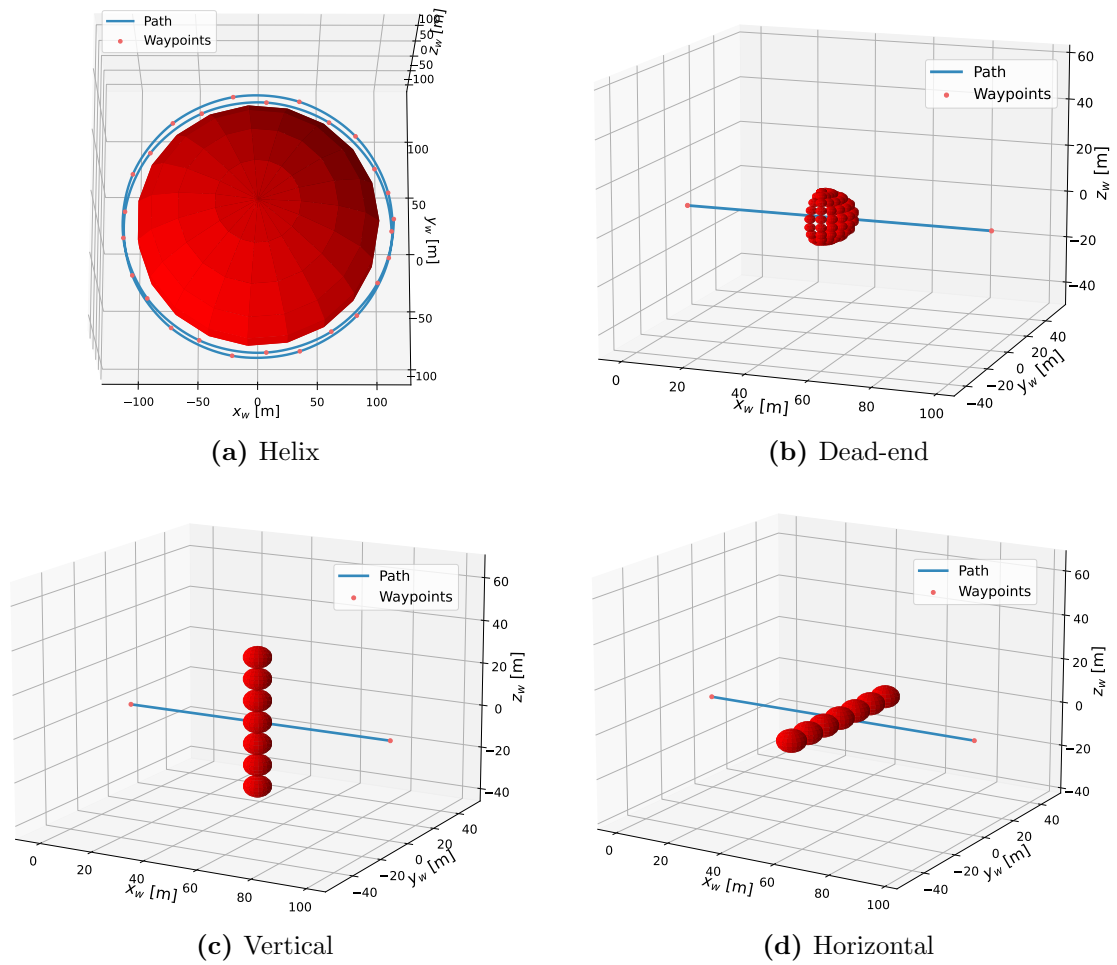 Path
Waypoints
100
50
0
−50
−100
z_w [m]
100
50
0
−50
−100
y_w [m]
−100
−50
0
50
100
x_w [m]
(a) Helix
Path
Waypoints
60
40
20
0
−20
−40
z_w [m]
40
20
0
−20
−40
y_w [m]
0
20
40
60
80
100
x_w [m]
(b) Dead-end
Path
Waypoints
60
40
20
0
−20
−40
z_w [m]
40
20
0
−20
−40
y_w [m]
0
20
40
60
80
100
x_w [m]
(c) Vertical
Path
Waypoints
60
40
20
0
−20
−40
z_w [m]
40
20
0
−20
−40
y_w [m]
0
20
40
60
80
100
x_w [m]
(d) Horizontal